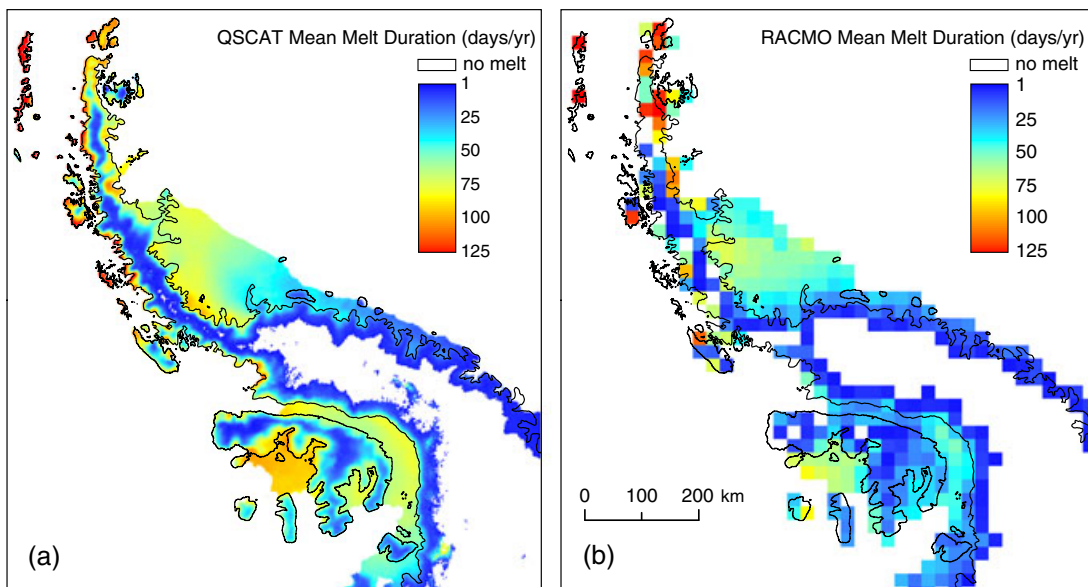 QSCAT Mean Melt Duration (days/yr)
no melt
1
25
50
75
100
125
(a)
RACMO Mean Melt Duration (days/yr)
no melt
1
25
50
75
100
125
0 100 200 km
(b)